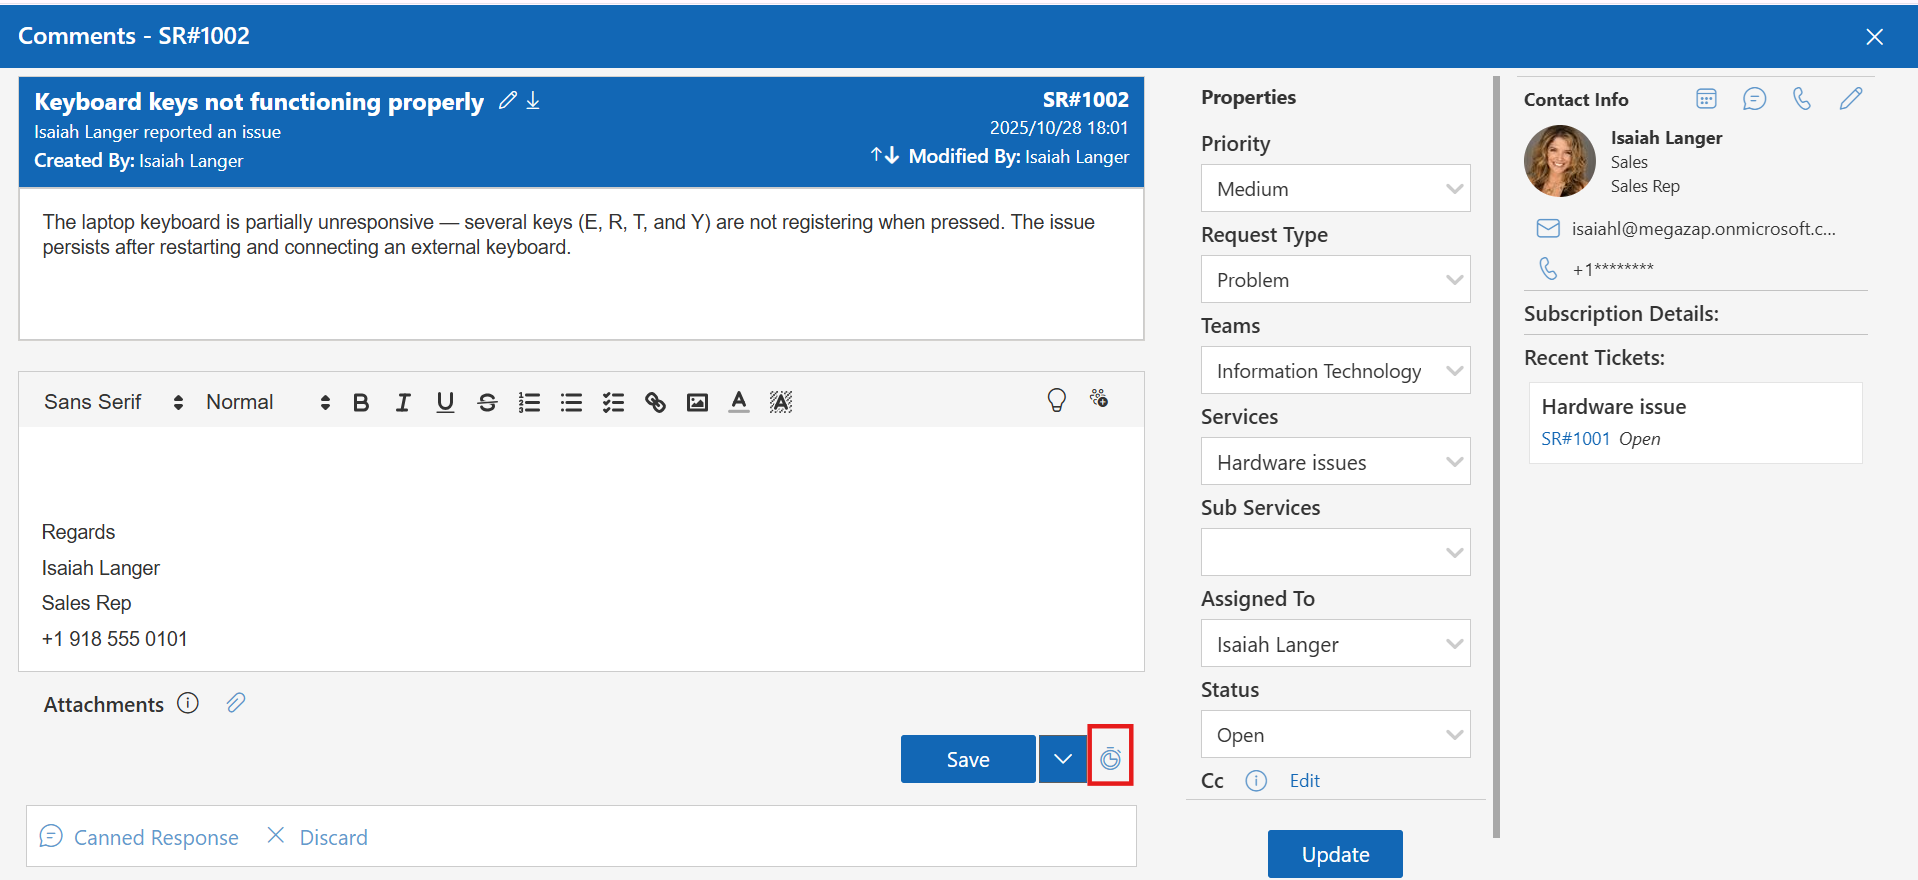 Comments - SR#1002
Keyboard keys not functioning properly
SR#1002
Isaiah Langer reported an issue
2025/10/28 18:01
Created By: Isaiah Langer
Modified By: Isaiah Langer
The laptop keyboard is partially unresponsive — several keys (E, R, T, and Y) are not registering when pressed. The issue
persists after restarting and connecting an external keyboard.
Sans Serif
Normal
Regards
Isaiah Langer
Sales Rep
+1 918 555 0101
Attachments
Save
Canned Response
Discard
Properties
Priority
Medium
Request Type
Problem
Teams
Information Technology
Services
Hardware issues
Sub Services
Assigned To
Isaiah Langer
Status
Open
Cc
Edit
Update
Contact Info
Isaiah Langer
Sales
Sales Rep
isaiahl@megazap.onmicrosoft.c...
+1********
Subscription Details:
Recent Tickets:
Hardware issue
SR#1001 Open